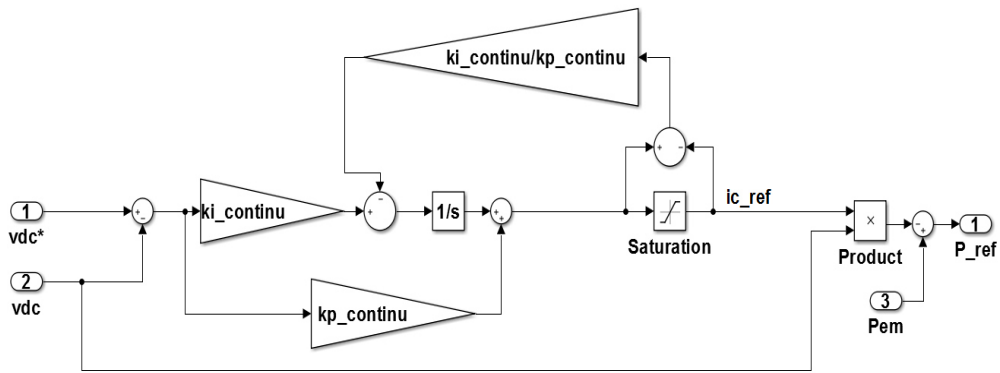 ki_continu/kp_continu
+ -
ic_ref
1
vdc*
+ -
ki_continu
-
+
1/s
+ +
Saturation
×
Product
- +
1
P_ref
2
vdc
kp_continu
3
Pem